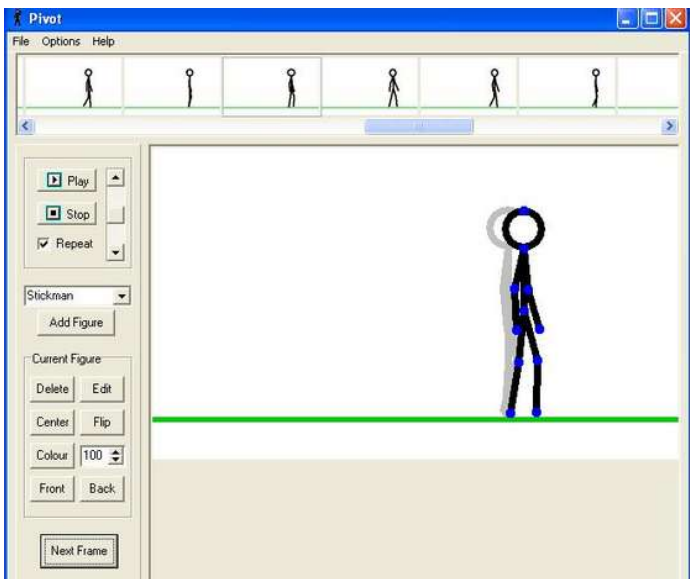 Pivot
File Options Help
Play
Stop
Repeat
Stickman
Add Figure
Current Figure
Delete Edit
Center Flip
Colour 100
Front Back
Next Frame